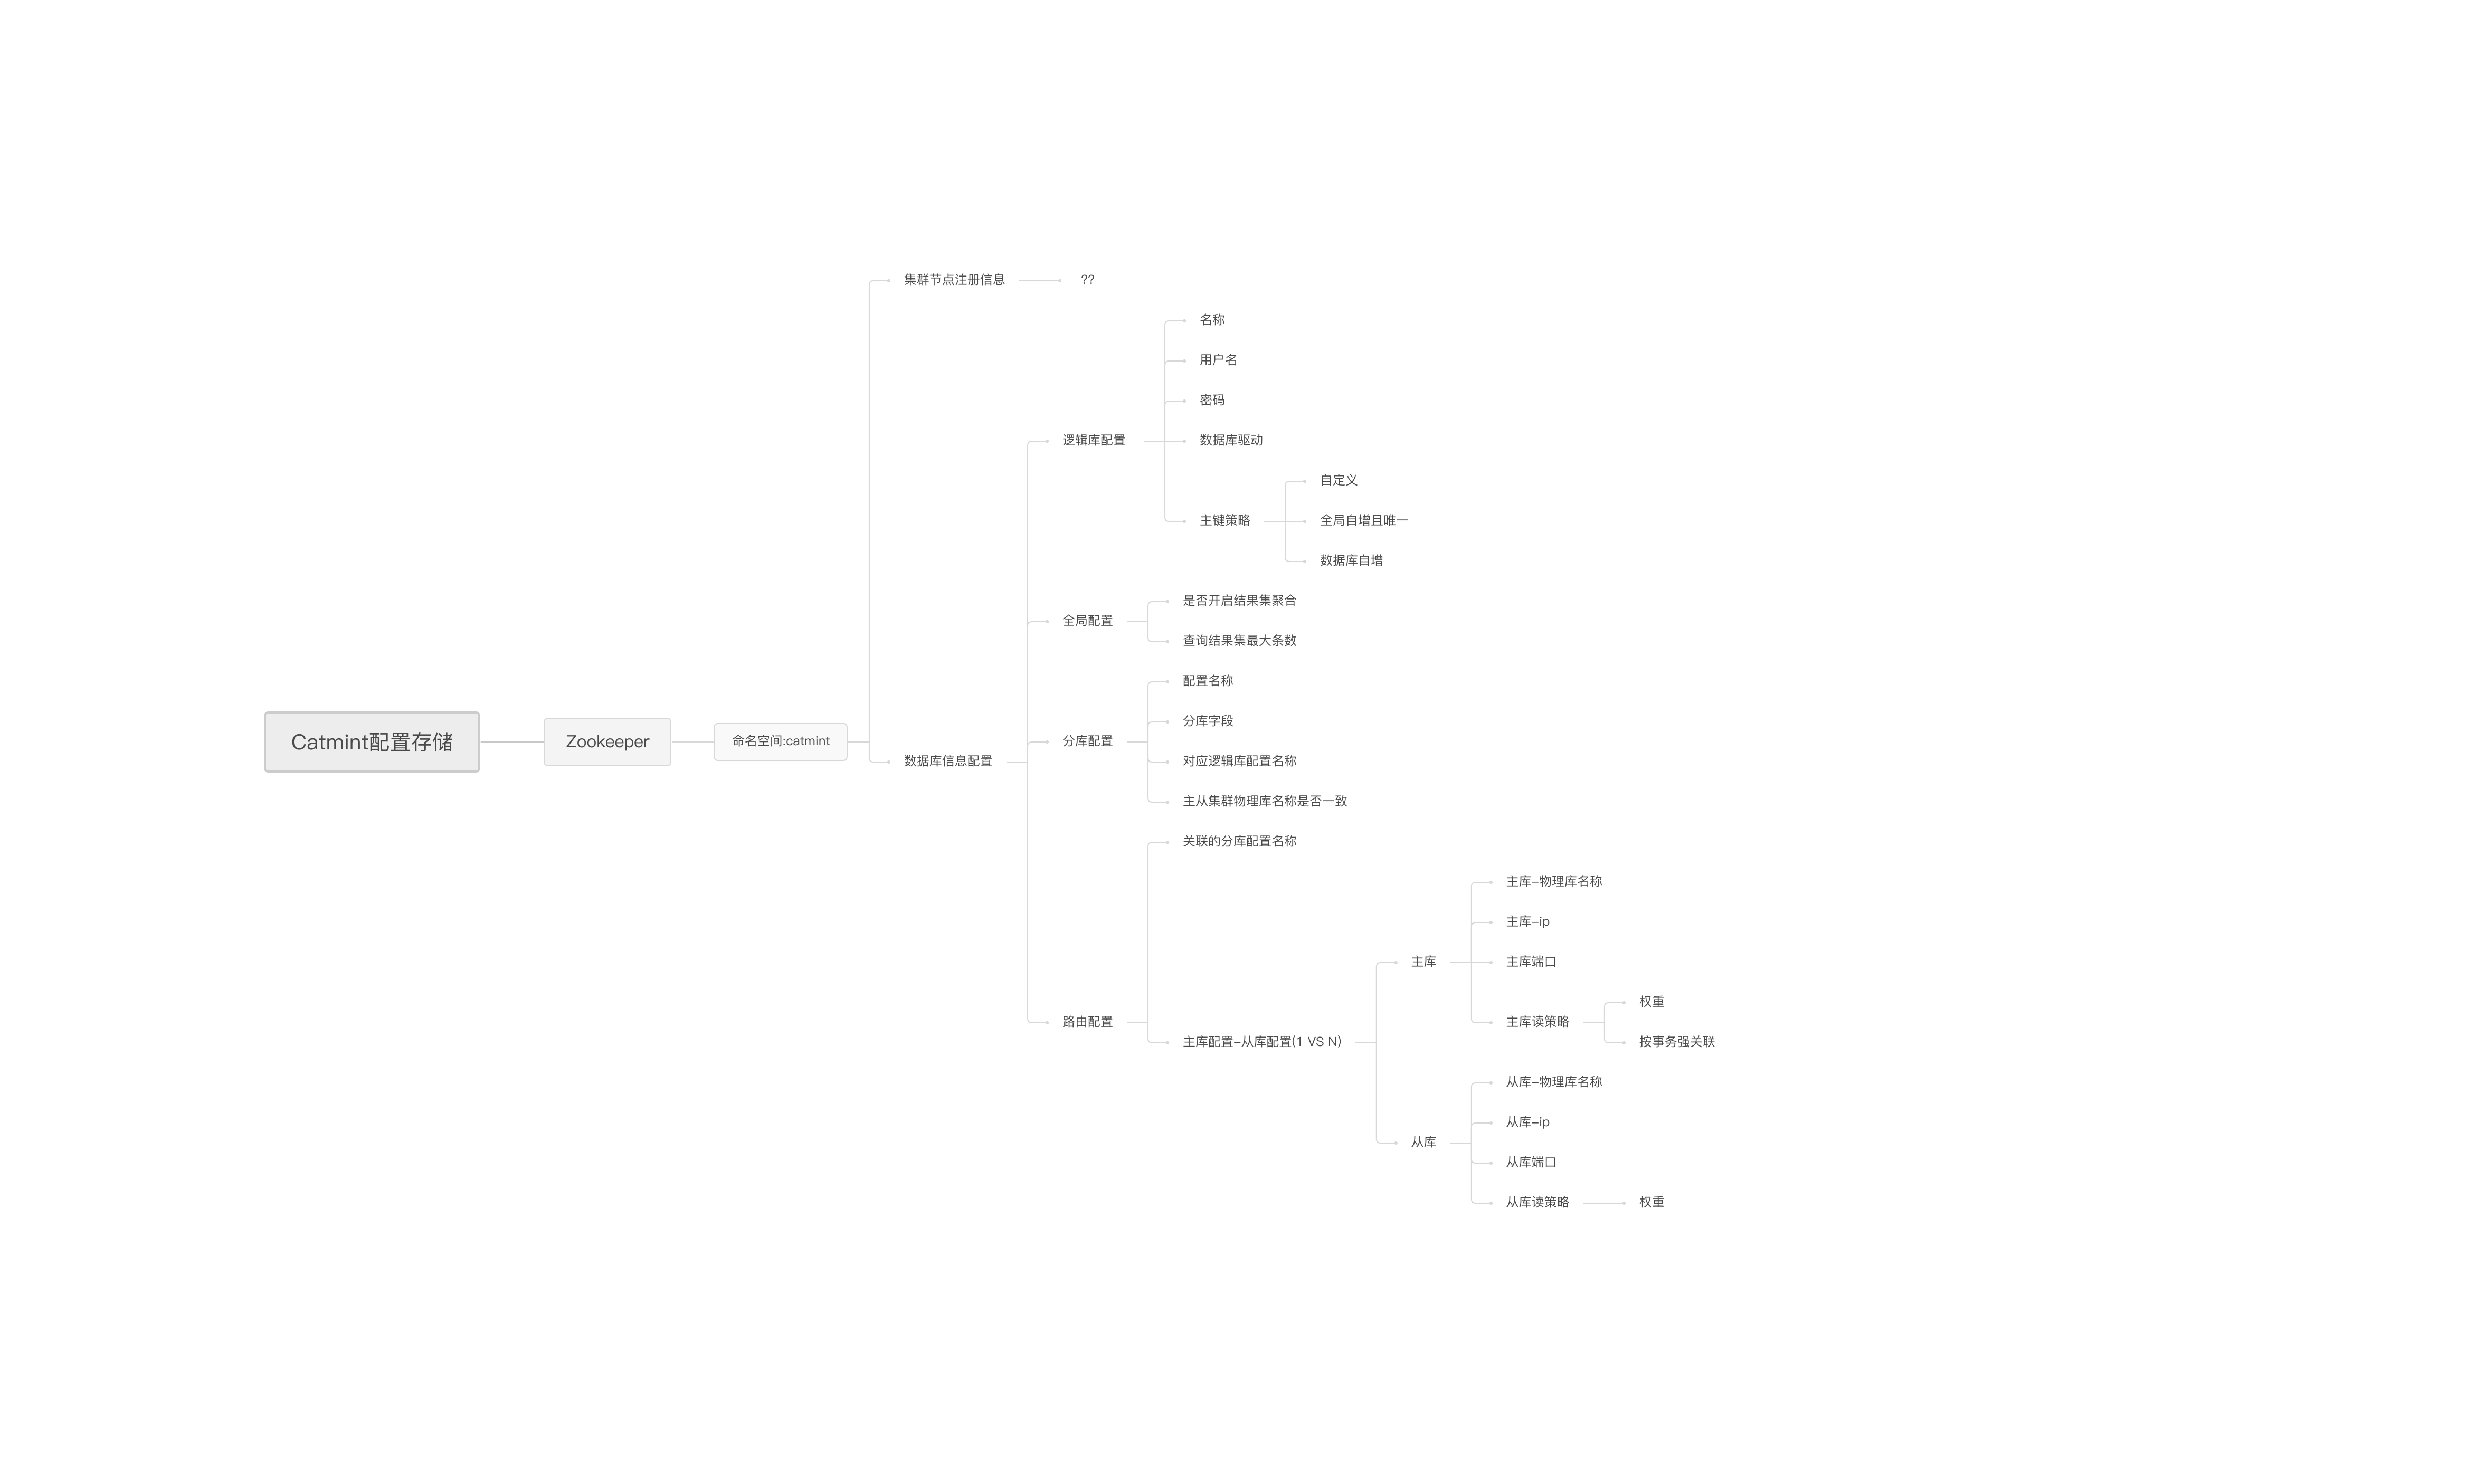 Catmint配置存储
Zookeeper
命名空间:catmint
集群节点注册信息
??
数据库信息配置
逻辑库配置
名称
用户名
密码
数据库驱动
主键策略
自定义
全局自增且唯一
数据库自增
全局配置
是否开启结果集聚合
查询结果集最大条数
分库配置
配置名称
分库字段
对应逻辑库配置名称
主从集群物理库名称是否一致
路由配置
关联的分库配置名称
主库配置-从库配置(1 VS N)
主库
主库-物理库名称
主库-ip
主库端口
主库读策略
权重
按事务强关联
从库
从库-物理库名称
从库-ip
从库端口
从库读策略
权重